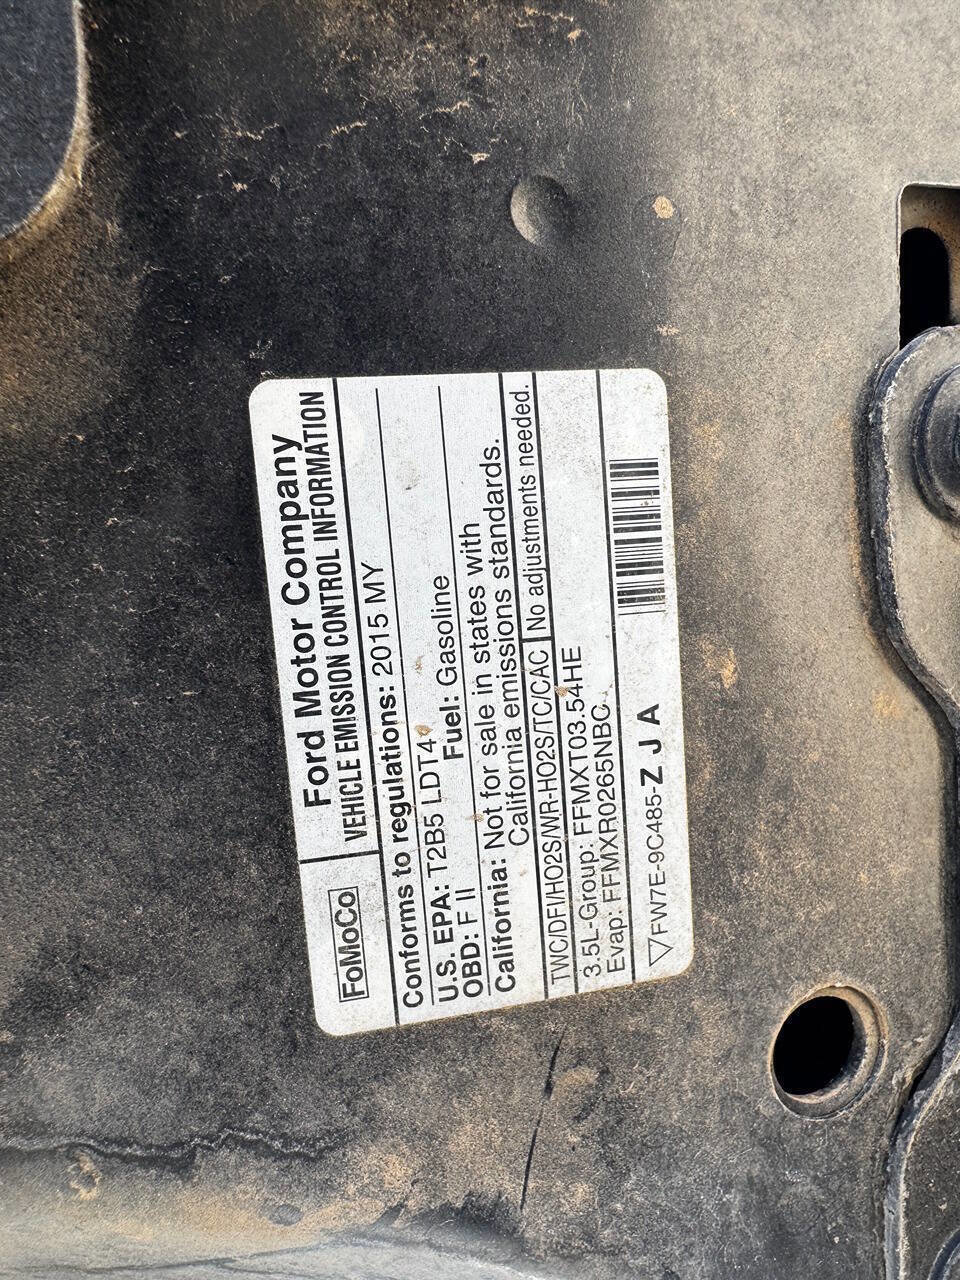 Ford Motor Company
FoMoCo VEHICLE EMISSION CONTROL INFORMATION
Conforms to regulations: 2015 MY
U.S. EPA: T2B5 LDT4
OBD: F II Fuel: Gasoline
California: Not for sale in states with
California emissions standards.
TWC/DFI/HO2S/WR-HO2S/TC/CAC No adjustments needed.
3.5L-Group: FFMXT03.54HE
Evap: FFMXR0265NBC
FW7E-9C485-ZJA